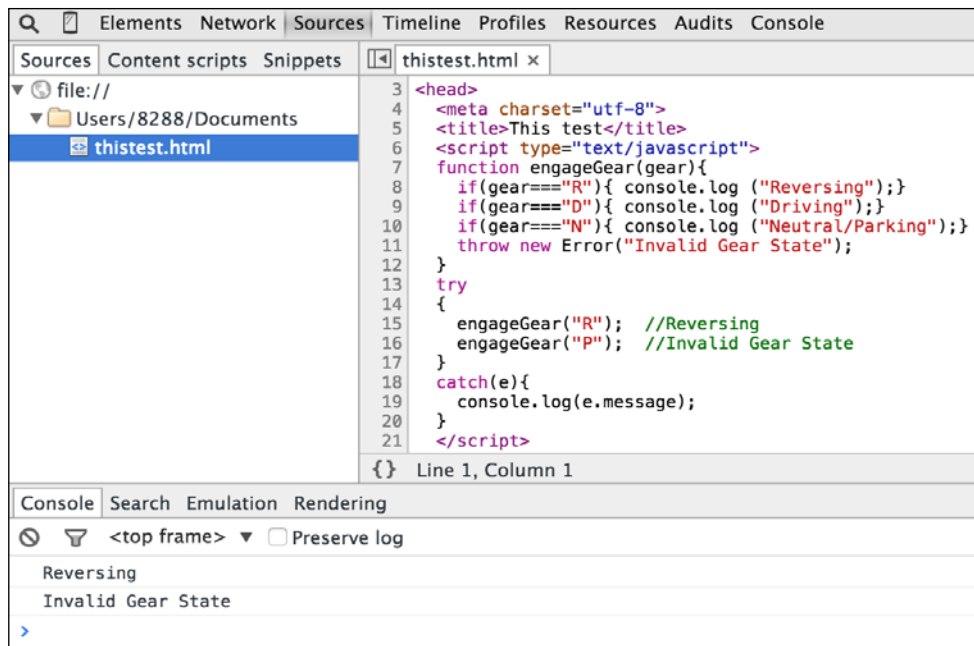 Elements Network Sources Timeline Profiles Resources Audits Console
Sources Content scripts Snippets
thistest.html ×
file://
Users/8288/Documents
thistest.html
3 <head>
4 <meta charset="utf-8">
5 <title>This test</title>
6 <script type="text/javascript">
7 function engageGear(gear){
8 if(gear==="R"){ console.log ("Reversing");}
9 if(gear==="D"){ console.log ("Driving");}
10 if(gear==="N"){ console.log ("Neutral/Parking");}
11 throw new Error("Invalid Gear State");
12 }
13 try
14 {
15 engageGear("R"); //Reversing
16 engageGear("P"); //Invalid Gear State
17 }
18 catch(e){
19 console.log(e.message);
20 }
21 </script>
{} Line 1, Column 1
Console Search Emulation Rendering
<top frame> ▼ Preserve log
Reversing
Invalid Gear State
>